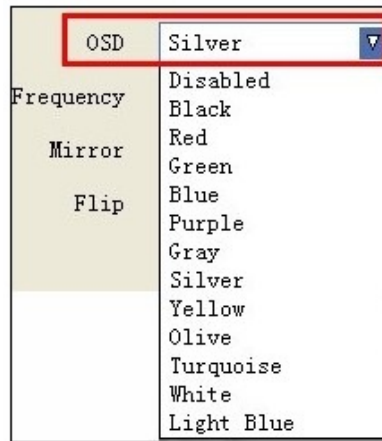 OSD Silver
Disabled
Frequency
Black
Red
Mirror
Green
Blue
Flip
Purple
Gray
Silver
Yellow
Olive
Turquoise
White
Light Blue